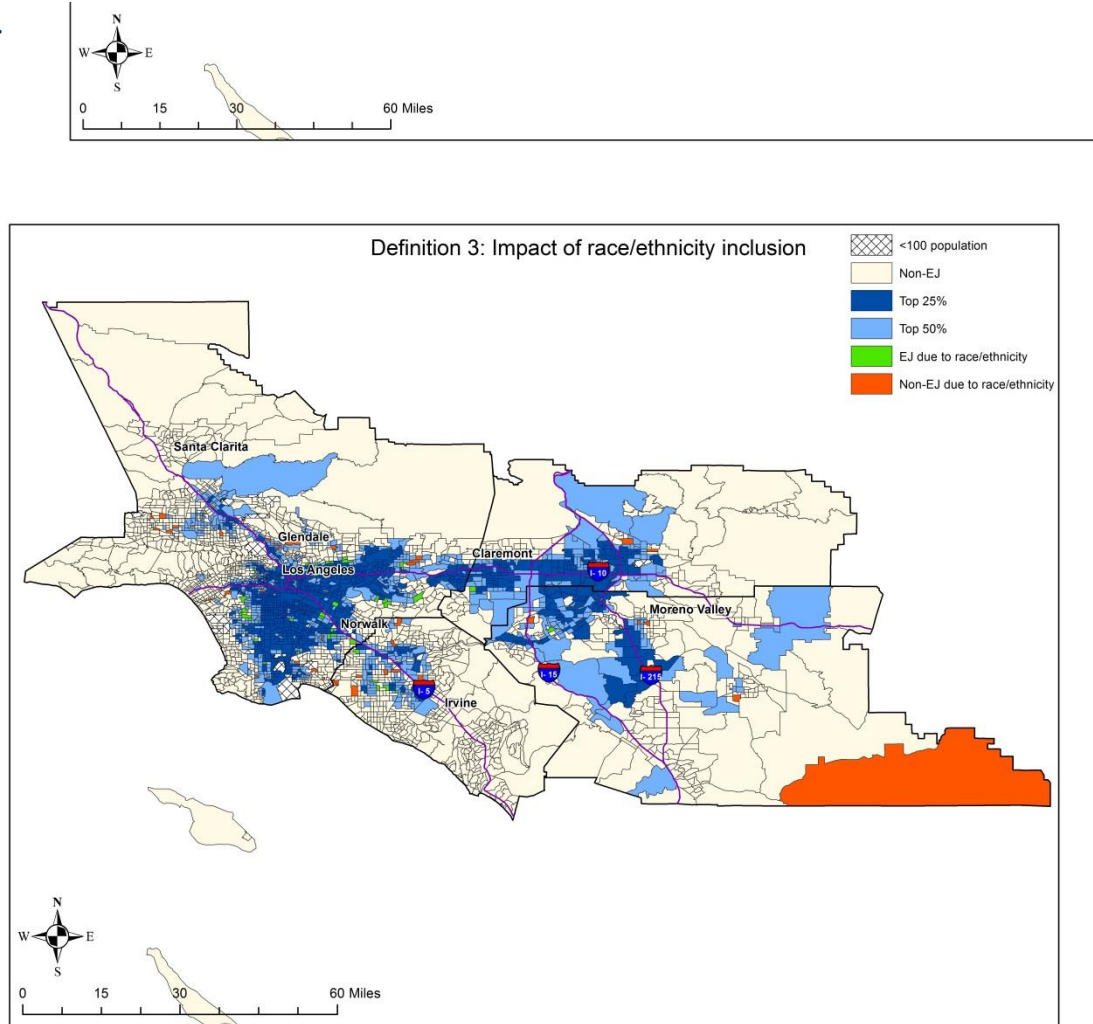 N
W E
S
0 15 30 60 Miles
Definition 3: Impact of race/ethnicity inclusion
<100 population
Non-EJ
Top 25%
Top 50%
EJ due to race/ethnicity
Non-EJ due to race/ethnicity
Santa Clarita
Glendale
Claremont
Los Angeles
I- 10
Moreno Valley
Norwalk
I- 15
I- 215
I- 5
Irvine
N
W E
S
0 15 30 60 Miles